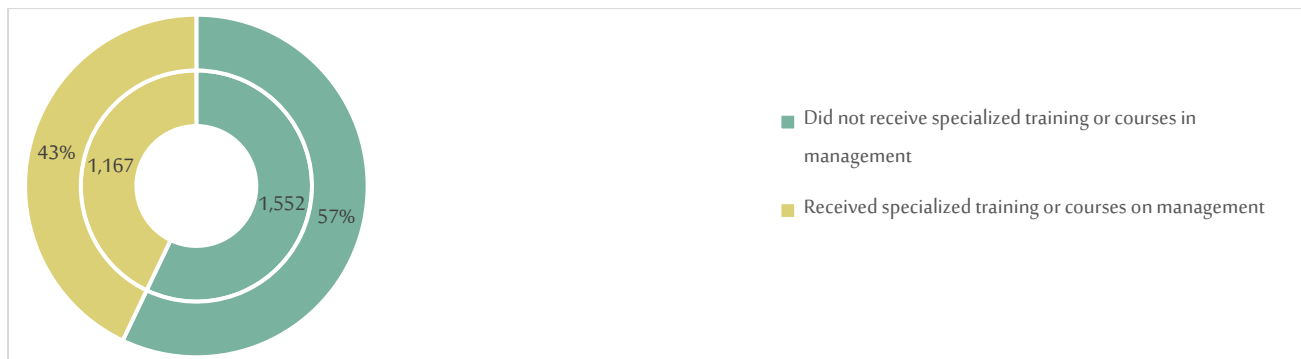 43%
1,167
1,552
57%
Did not receive specialized training or courses in
management
Received specialized training or courses on management